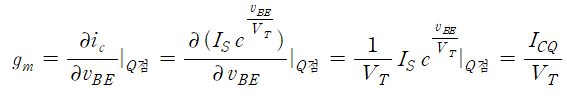 g_m = ∂i_c/∂v_BE |_Q점 = ∂(I_S c^(v_BE/V_T))/∂v_BE |_Q점 = 1/V_T I_S c^(v_BE/V_T) |_Q점 = I_CQ/V_T